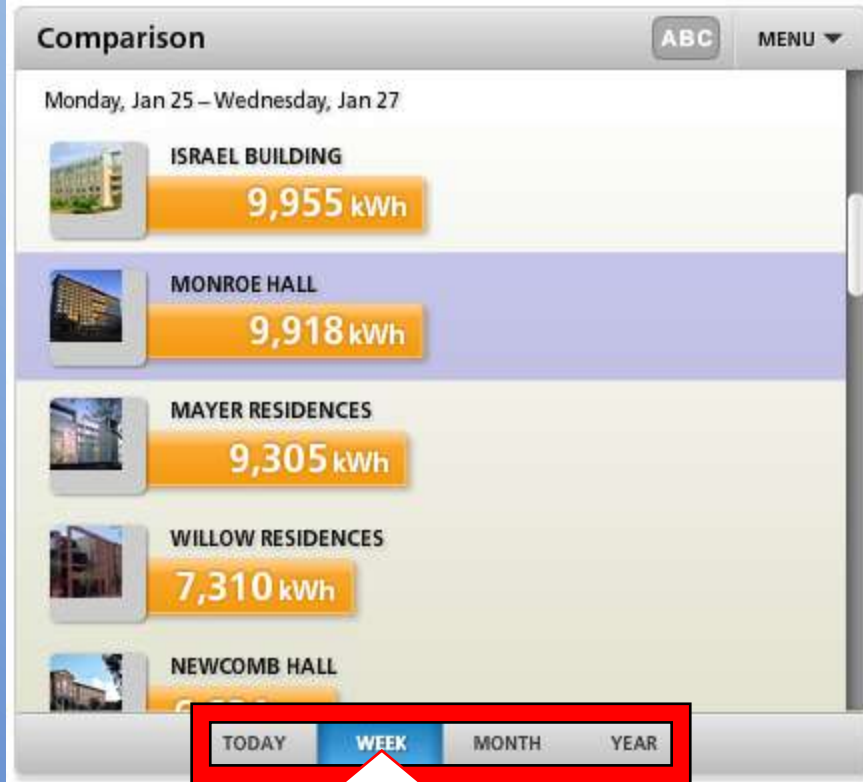 Comparison
ABC
MENU
Monday, Jan 25 – Wednesday, Jan 27
ISRAEL BUILDING
9,955 kWh
MONROE HALL
9,918 kWh
MAYER RESIDENCES
9,305 kWh
WILLOW RESIDENCES
7,310 kWh
NEWCOMB HALL
TODAY WEEK MONTH YEAR